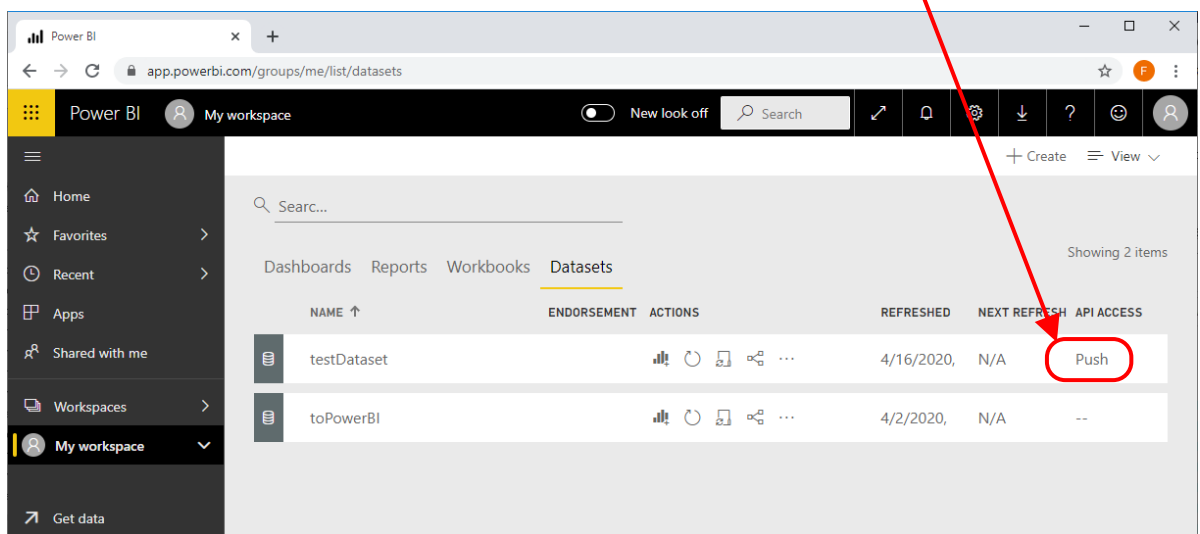 Power BI
app.powerbi.com/groups/me/list/datasets
F
Power BI My workspace New look off Search ?
Create View
Home
Searc...
Favorites
Showing 2 items
Dashboards Reports Workbooks Datasets
Recent
Apps
NAME ENDORSEMENT ACTIONS REFRESHED NEXT REFRESH API ACCESS
Shared with me
testDataset ... 4/16/2020, N/A Push
Workspaces
toPowerBI ... 4/2/2020, N/A --
My workspace
Get data